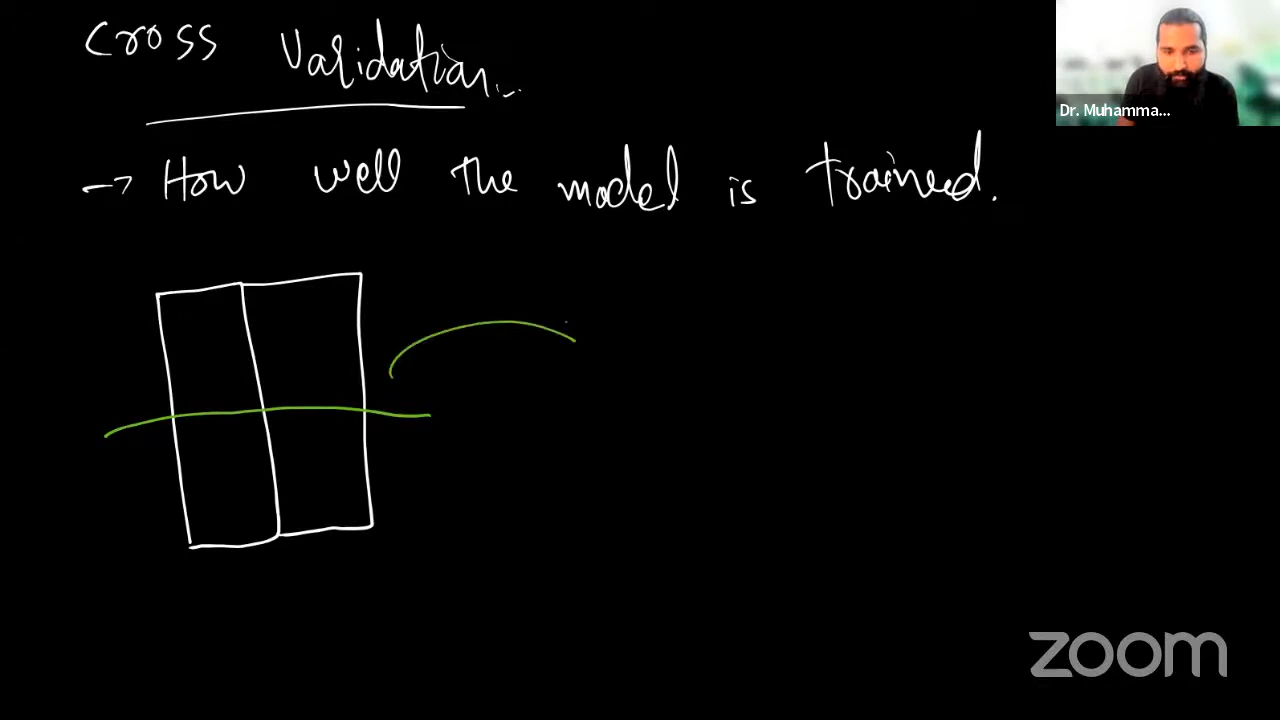 Cross Validation...
→ How well the model is trained.
Dr. Muhamma...
zoom